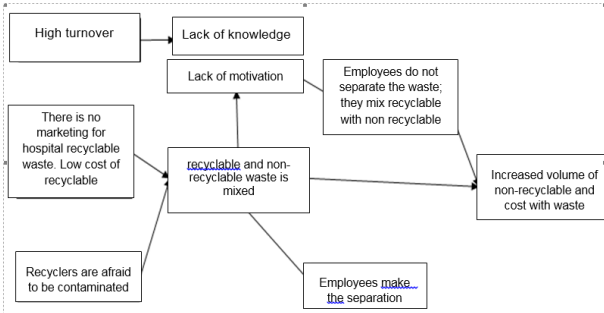 High turnover
Lack of knowledge
Lack of motivation
Employees do not
separate the waste;
they mix recyclable
with non recyclable
There is no
marketing for
hospital recyclable
waste. Low cost of
recyclable
recyclable and non-
recyclable waste is
mixed
Increased volume of
non-recyclable and
cost with waste
Recyclers are afraid
to be contaminated
Employees make
the separation